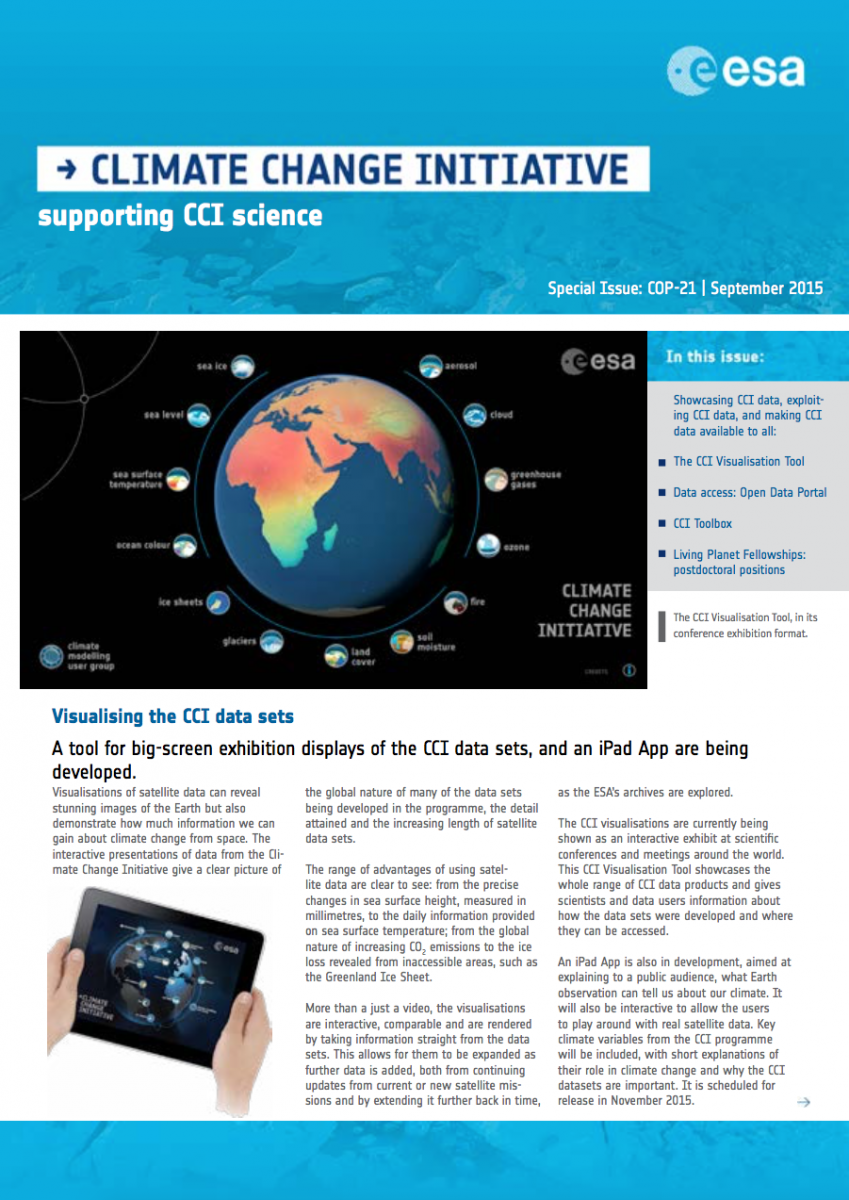 esa
→ CLIMATE CHANGE INITIATIVE
supporting CCI science
Special Issue: COP-21 | September 2015
sea ice
aerosol
esa
sea level
cloud
sea surface
temperature
greenhouse
gases
ocean colour
ozone
ice sheets
fire
glaciers
soil
moisture
land
cover
climate
modelling
user group
CLIMATE
CHANGE
INITIATIVE
CREDITS
In this issue:
Showcasing CCI data, exploit-
ing CCI data, and making CCI
data available to all:
The CCI Visualisation Tool
Data access: Open Data Portal
CCI Toolbox
Living Planet Fellowships:
postdoctoral positions
The CCI Visualisation Tool, in its
conference exhibition format.
Visualising the CCI data sets
A tool for big-screen exhibition displays of the CCI data sets, and an iPad App are being
developed.
Visualisations of satellite data can reveal
stunning images of the Earth but also
demonstrate how much information we can
gain about climate change from space. The
interactive presentations of data from the Cli-
mate Change Initiative give a clear picture of
esa
CLIMATE
CHANGE
INITIATIVE
the global nature of many of the data sets
being developed in the programme, the detail
attained and the increasing length of satellite
data sets.
The range of advantages of using satel-
lite data are clear to see: from the precise
changes in sea surface height, measured in
millimetres, to the daily information provided
on sea surface temperature; from the global
nature of increasing CO₂ emissions to the ice
loss revealed from inaccessible areas, such as
the Greenland Ice Sheet.
More than a just a video, the visualisations
are interactive, comparable and are rendered
by taking information straight from the data
sets. This allows for them to be expanded as
further data is added, both from continuing
updates from current or new satellite mis-
sions and by extending it further back in time,
as the ESA's archives are explored.
The CCI visualisations are currently being
shown as an interactive exhibit at scientific
conferences and meetings around the world.
This CCI Visualisation Tool showcases the
whole range of CCI data products and gives
scientists and data users information about
how the data sets were developed and where
they can be accessed.
An iPad App is also in development, aimed at
explaining to a public audience, what Earth
observation can tell us about our climate. It
will also be interactive to allow the users
to play around with real satellite data. Key
climate variables from the CCI programme
will be included, with short explanations of
their role in climate change and why the CCI
datasets are important. It is scheduled for
release in November 2015.
→